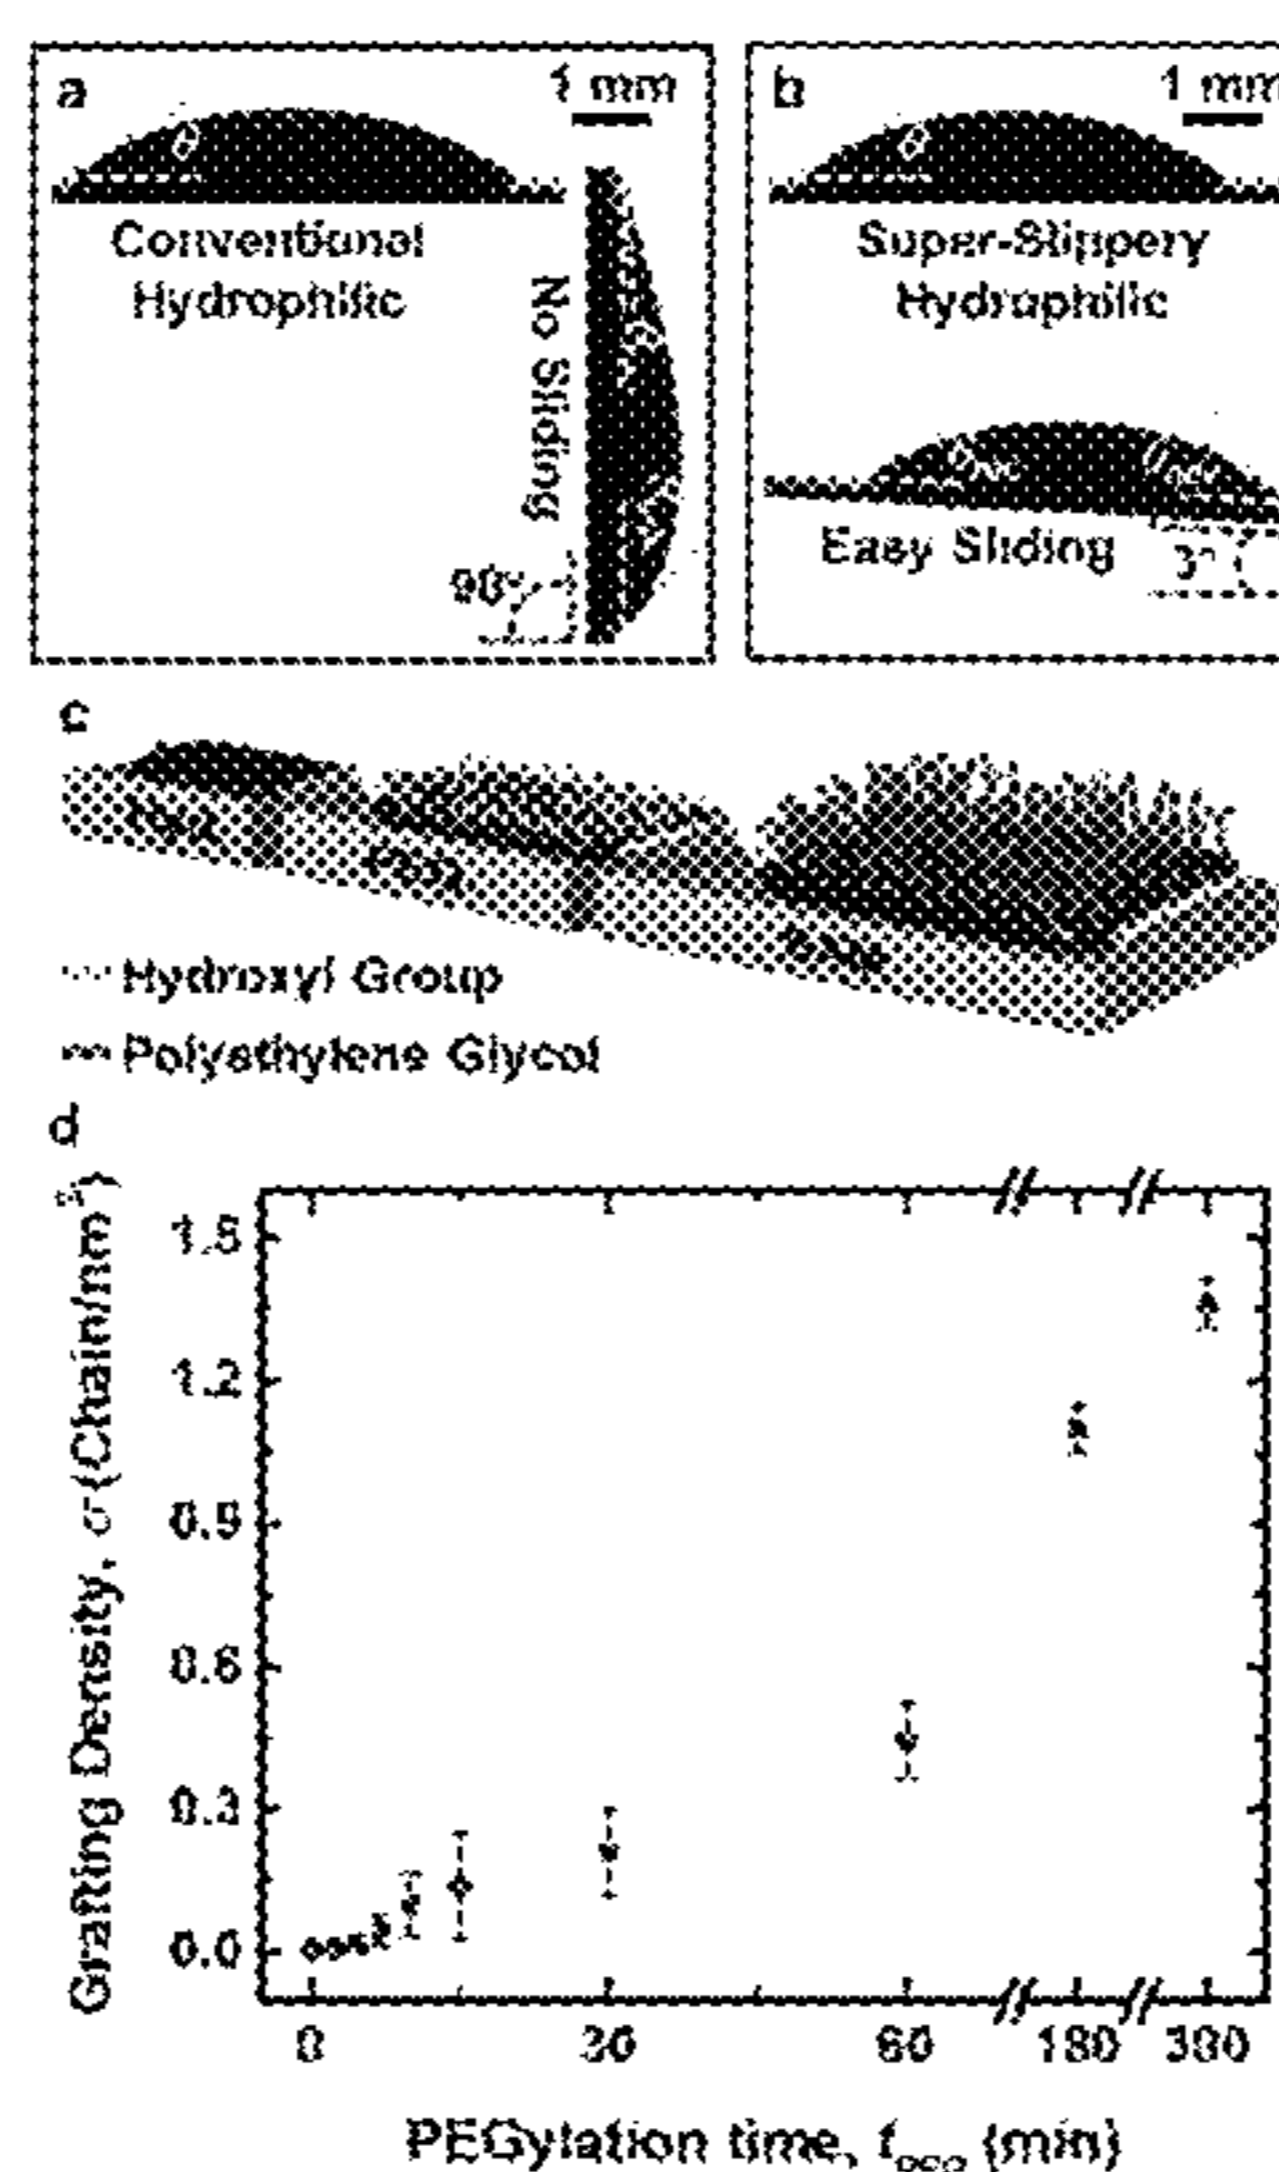 a
1 mm
Conventional
Hydrophilic
No Sliding
90°
b
1 mm
Super-Slippery
Hydrophilic
Easy Sliding
3°
c
Hydroxyl Group
Polyethylene Glycol
d
Grafting Density, σ (Chain/nm²)
1.5
1.2
0.9
0.6
0.3
0.0
0
30
60
180
300
PEGylation time, t_PEG (min)